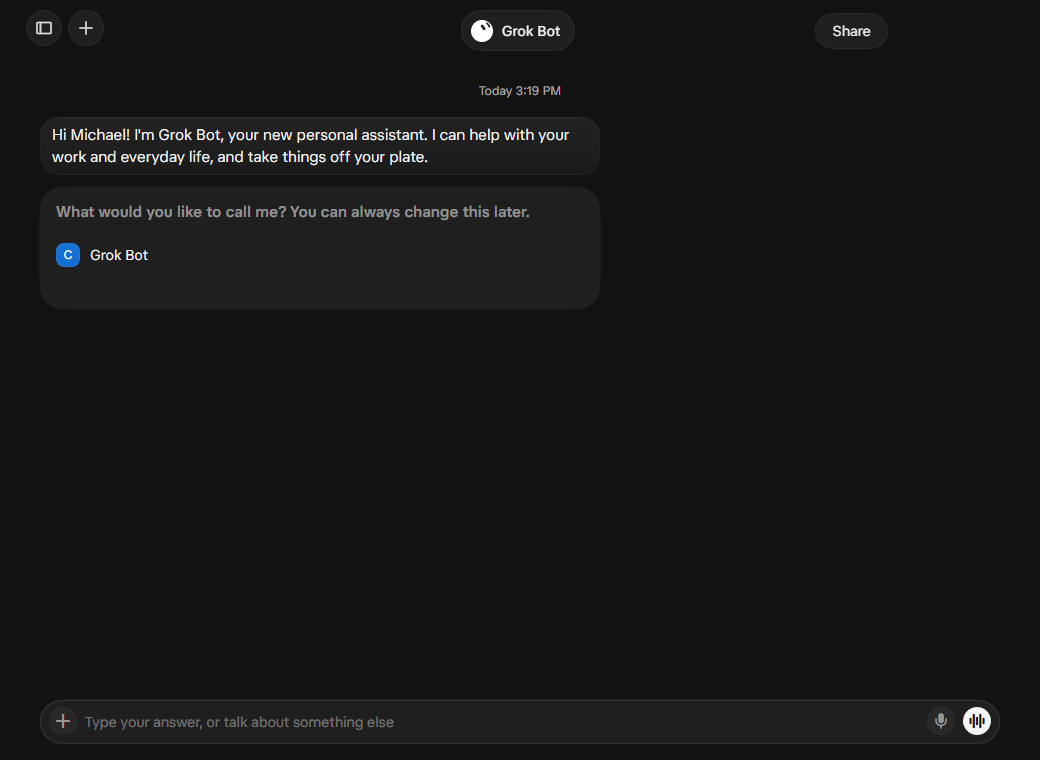 Grok Bot
Share
Today 3:19 PM
Hi Michael! I'm Grok Bot, your new personal assistant. I can help with your
work and everyday life, and take things off your plate.
What would you like to call me? You can always change this later.
C Grok Bot
Type your answer, or talk about something else